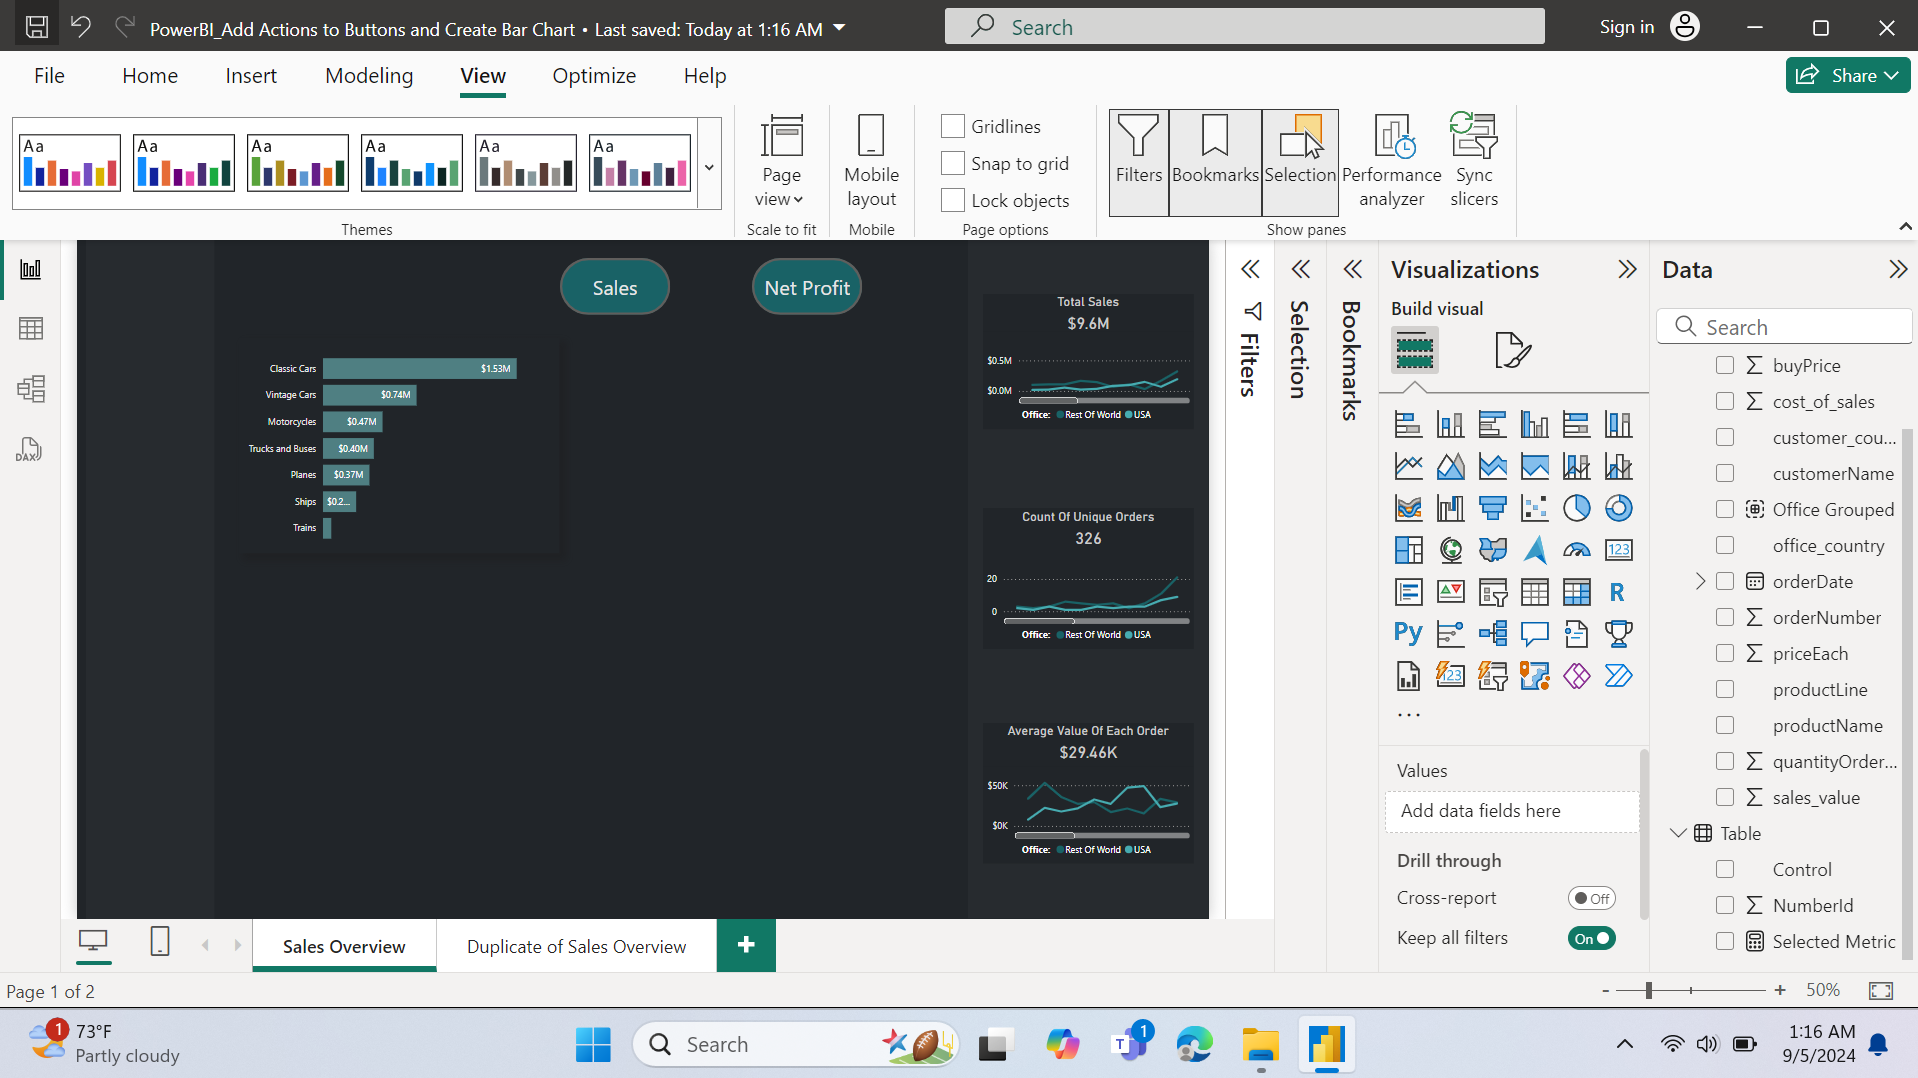 PowerBI_Add Actions to Buttons and Create Bar Chart • Last saved: Today at 1:16 AM
Search
Sign in
File
Home
Insert
Modeling
View
Optimize
Help
Share
Aa
Aa
Aa
Aa
Aa
Aa
Themes
Page view
Scale to fit
Mobile layout
Mobile
Gridlines
Snap to grid
Lock objects
Page options
Filters
Bookmarks
Selection
Performance analyzer
Sync slicers
Show panes
Sales
Net Profit
Classic Cars
$1.53M
Vintage Cars
$0.74M
Motorcycles
$0.47M
Trucks and Buses
$0.40M
Planes
$0.37M
Ships
$0.2...
Trains
Total Sales
$9.6M
$0.5M
$0.0M
Office: Rest Of World USA
Count Of Unique Orders
326
20
0
Office: Rest Of World USA
Average Value Of Each Order
$29.46K
$50K
$0K
Office: Rest Of World USA
Filters
Selection
Bookmarks
Visualizations
Build visual
123
R
Py
123
...
Values
Add data fields here
Drill through
Cross-report
Off
Keep all filters
On
Data
Search
buyPrice
cost_of_sales
customer_cou...
customerName
Office Grouped
office_country
orderDate
orderNumber
priceEach
productLine
productName
quantityOrder...
sales_value
Table
Control
NumberId
Selected Metric
DAX
Sales Overview
Duplicate of Sales Overview
+
Page 1 of 2
- + 50%
1
73°F
Partly cloudy
Search
T
1
1:16 AM
9/5/2024